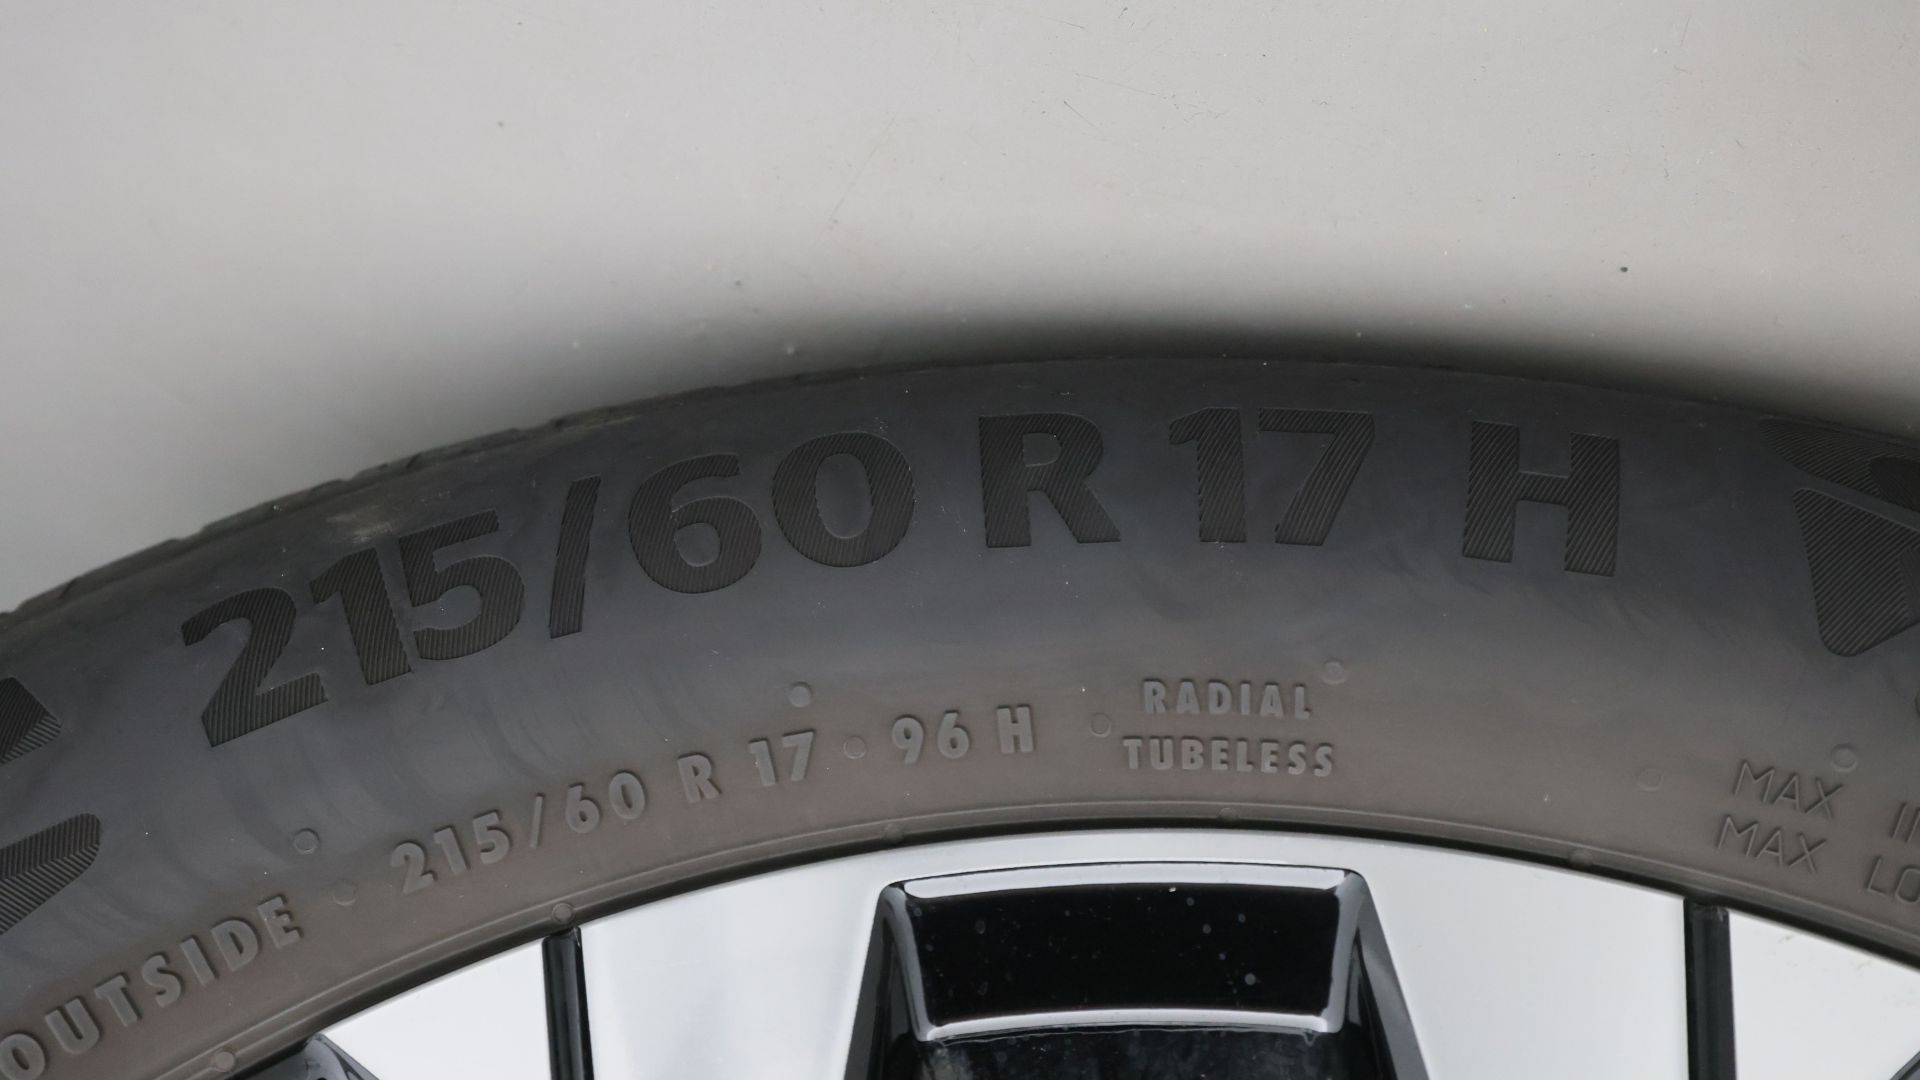 215/60 R 17 H
OUTSIDE
215/60 R 17 96 H
RADIAL
TUBELESS
MAX
MAX